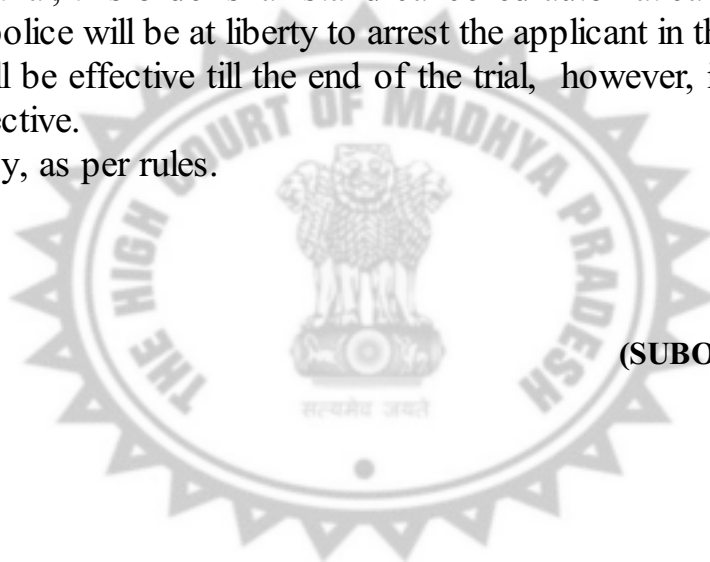 police will be at liberty to arrest the applicant in th
ll be effective till the end of the trial, however, i
ective.
y, as per rules.
THE HIGH COURT OF MADHYA PRADESH
(SUBO
सत्यमेव जयते